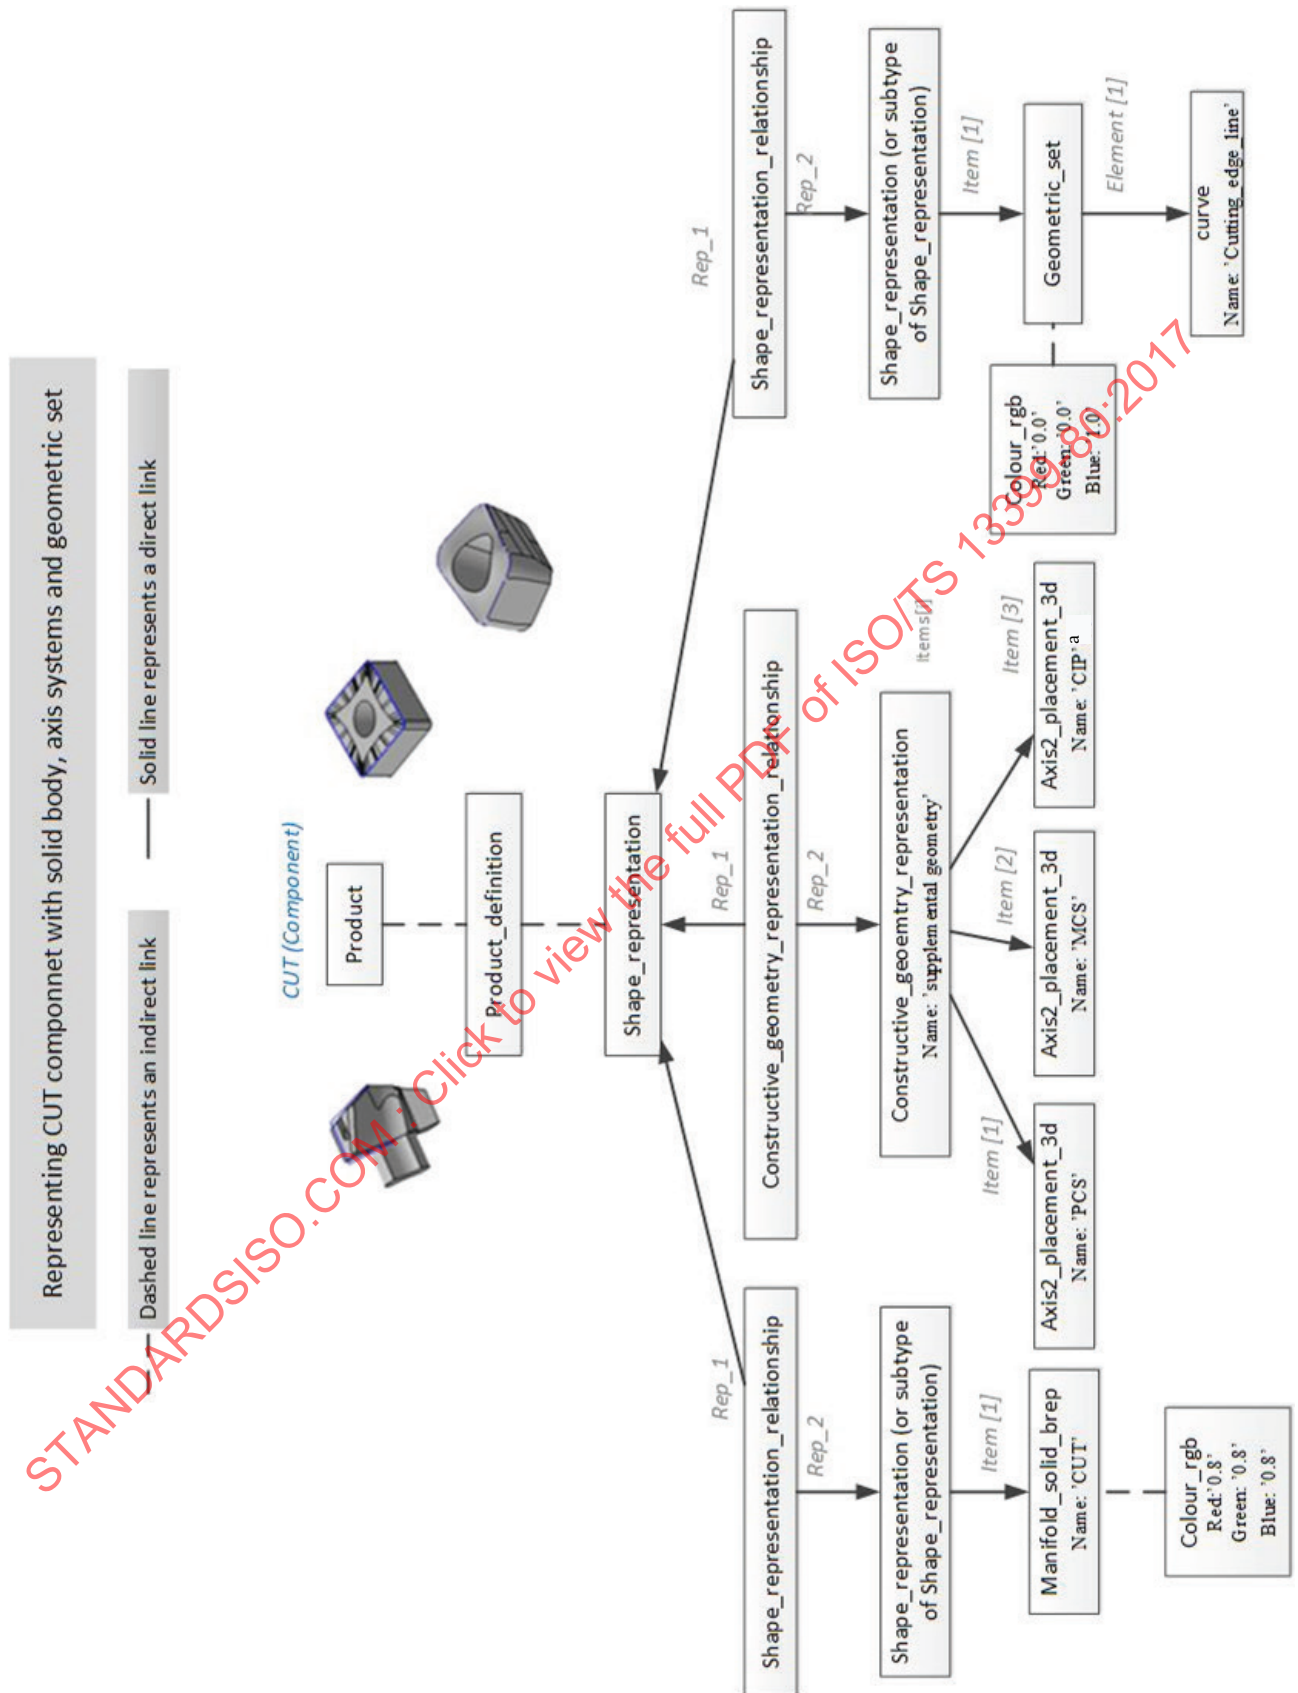 Representing CUT componnet with solid body, axis systems and geometric set
Dashed line represents an indirect link
Solid line represents a direct link
CUT (Component)
Product
Product_definition
Shape_representation
Rep_1
Rep_1
Rep_1
Shape_representation_relationship
Constructive_geometry_representation_relationship
Shape_representation_relationship
Rep_2
Rep_2
Rep_2
Shape_representation (or subtype
of Shape_representation)
Constructive_geoemtry_representation
Name: 'supplemental geometry'
Shape_representation (or subtype
of Shape_representation)
Items[i]
Item [1]
Item [1]
Item [2]
Item [3]
Item [1]
Manifold_solid_brep
Name: 'CUT'
Axis2_placement_3d
Name: 'PCS'
Axis2_placement_3d
Name: 'MCS'
Axis2_placement_3d
Name: 'CIP' a
Colour_rgb
Red:'0.0'
Green: '0.0'
Blue: '1.0'
Geometric_set
Element [1]
Colour_rgb
Red:'0.8'
Green: '0.8'
Blue: '0.8'
curve
Name: 'Cutting_edge_line'
STANDARDSISO.COM : Click to view the full PDF of ISO/TS 13399-80:2017